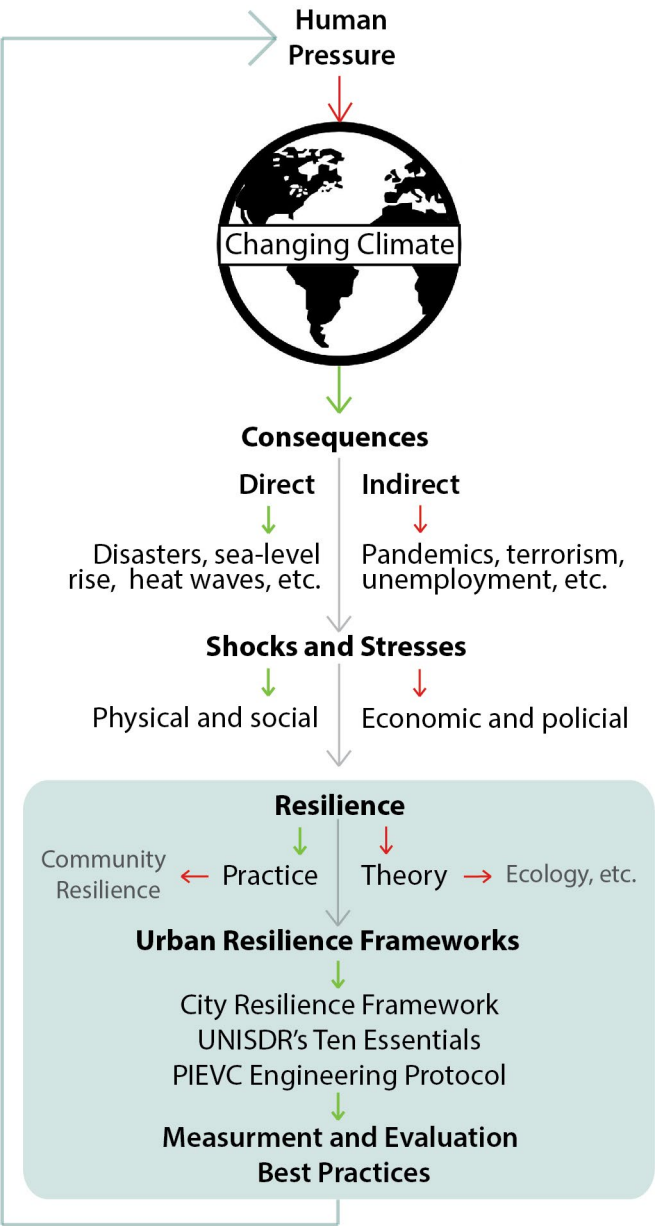 Human
Pressure
Changing Climate
Consequences
Direct
Indirect
Disasters, sea-level
rise, heat waves, etc.
Pandemics, terrorism,
unemployment, etc.
Shocks and Stresses
Physical and social
Economic and policial
Resilience
Community
Resilience
Practice
Theory
Ecology, etc.
Urban Resilience Frameworks
City Resilience Framework
UNISDR's Ten Essentials
PIEVC Engineering Protocol
Measurment and Evaluation
Best Practices